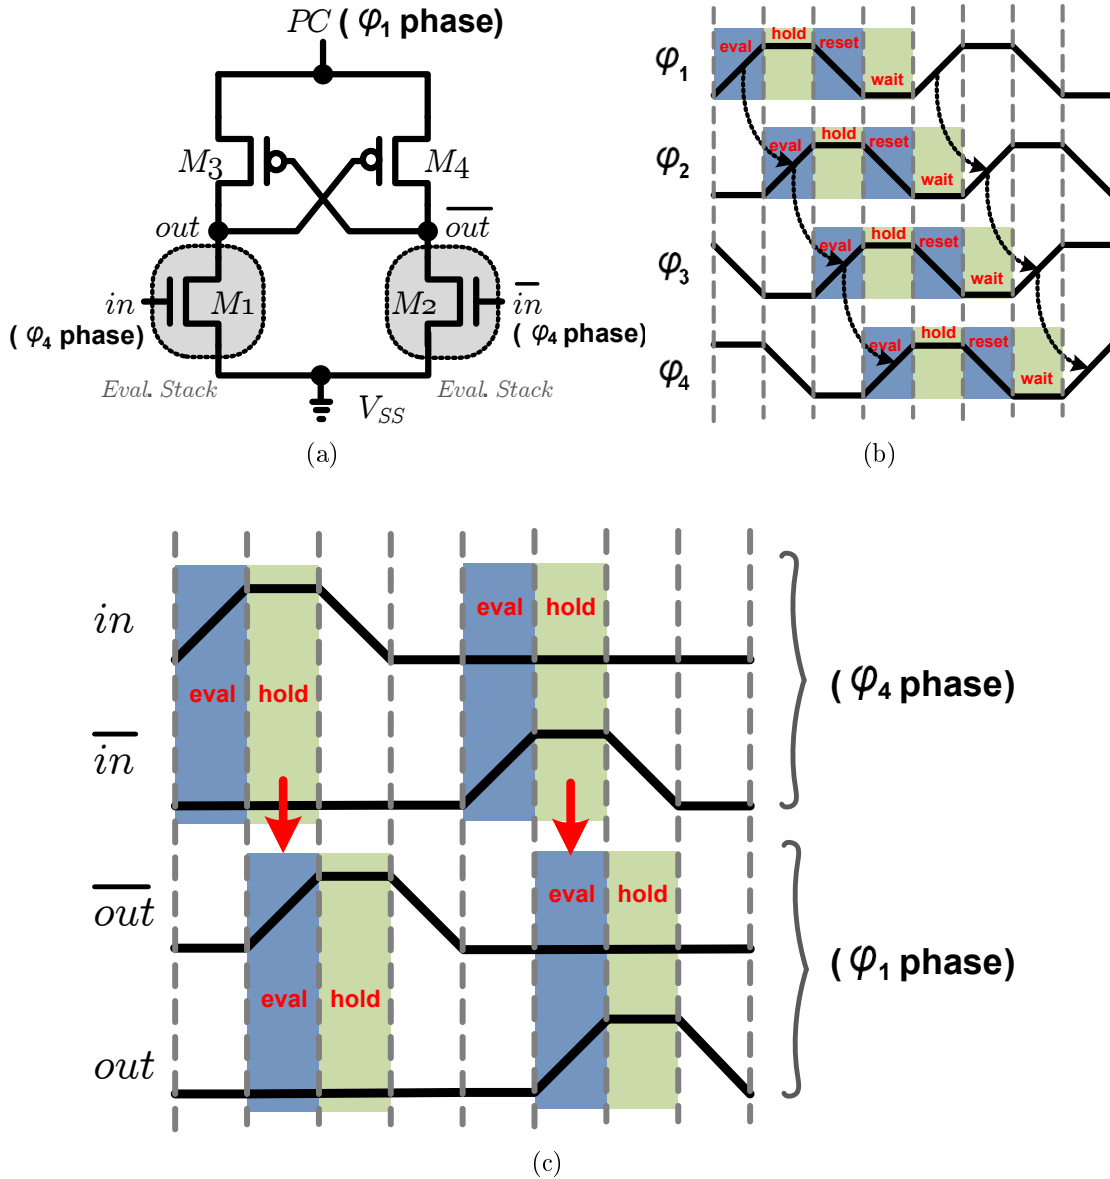 PC ( φ1 phase)
M3
M4
out
out
in
M1
M2
in
( φ4 phase)
( φ4 phase)
Eval. Stack
Eval. Stack
VSS
(a)
φ1
eval
hold
reset
wait
φ2
eval
hold
reset
wait
φ3
eval
hold
reset
wait
φ4
eval
hold
reset
wait
(b)
in
eval
hold
eval
hold
( φ4 phase)
in
out
eval
hold
eval
hold
( φ1 phase)
out
(c)